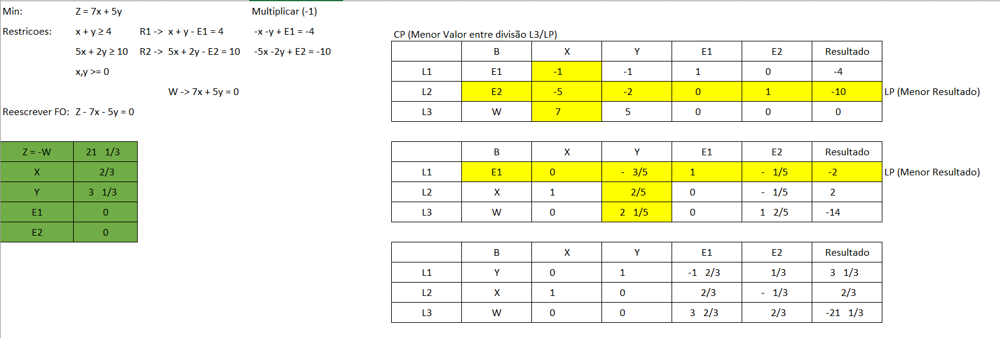 Min: Z = 7x + 5y Multiplicar (-1)
Restricoes: x + y ≥ 4 R1 -> x + y - E1 = 4 -x -y + E1 = -4
5x + 2y ≥ 10 R2 -> 5x + 2y - E2 = 10 -5x -2y + E2 = -10
x,y >= 0
W -> 7x + 5y = 0
Reescrever FO: Z - 7x - 5y = 0
Z = -W 21 1/3
X 2/3
Y 3 1/3
E1 0
E2 0
CP (Menor Valor entre divisão L3/LP)
B X Y E1 E2 Resultado
L1 E1 -1 -1 1 0 -4
L2 E2 -5 -2 0 1 -10 LP (Menor Resultado)
L3 W 7 5 0 0 0
B X Y E1 E2 Resultado
L1 E1 0 - 3/5 1 - 1/5 -2 LP (Menor Resultado)
L2 X 1 2/5 0 - 1/5 2
L3 W 0 2 1/5 0 1 2/5 -14
B X Y E1 E2 Resultado
L1 Y 0 1 -1 2/3 1/3 3 1/3
L2 X 1 0 2/3 - 1/3 2/3
L3 W 0 0 3 2/3 2/3 -21 1/3